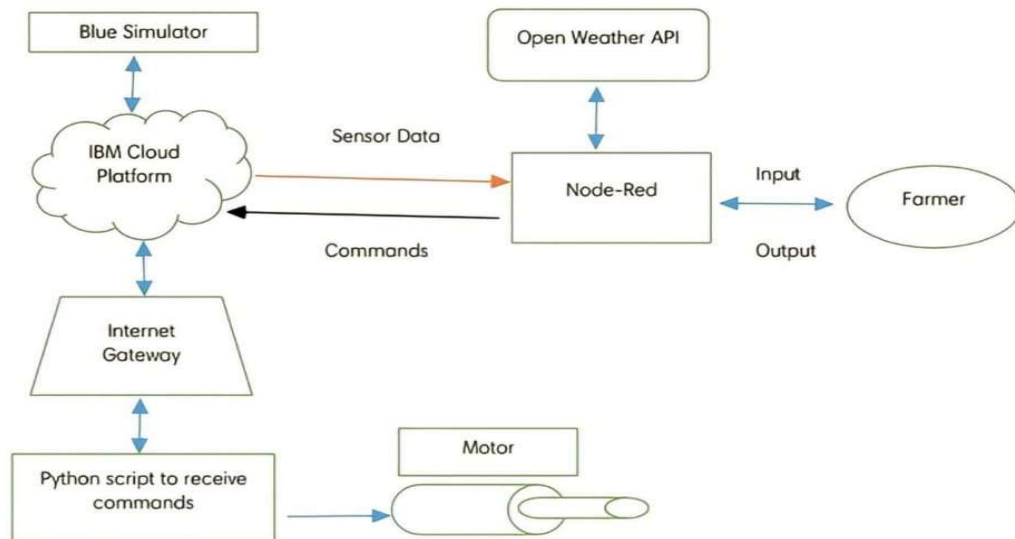 Blue Simulator
Open Weather API
IBM Cloud
Platform
Sensor Data
Node-Red
Input
Farmer
Commands
Output
Internet
Gateway
Motor
Python script to receive
commands